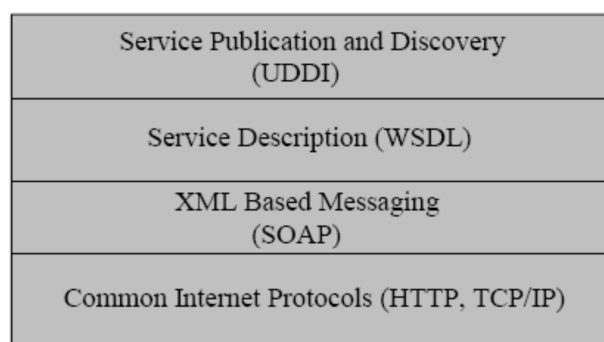 Service Publication and Discovery
(UDDI)
Service Description (WSDL)
XML Based Messaging
(SOAP)
Common Internet Protocols (HTTP, TCP/IP)